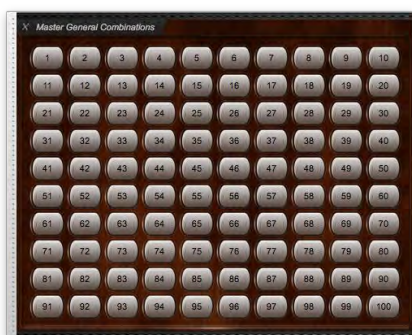 X Master General Combinations
1 2 3 4 5 6 7 8 9 10
11 12 13 14 15 16 17 18 19 20
21 22 23 24 25 26 27 28 29 30
31 32 33 34 35 36 37 38 39 40
41 42 43 44 45 46 47 48 49 50
51 52 53 54 55 56 57 58 59 60
61 62 63 64 65 66 67 68 69 70
71 72 73 74 75 76 77 78 79 80
81 82 83 84 85 86 87 88 89 90
91 92 93 94 95 96 97 98 99 100